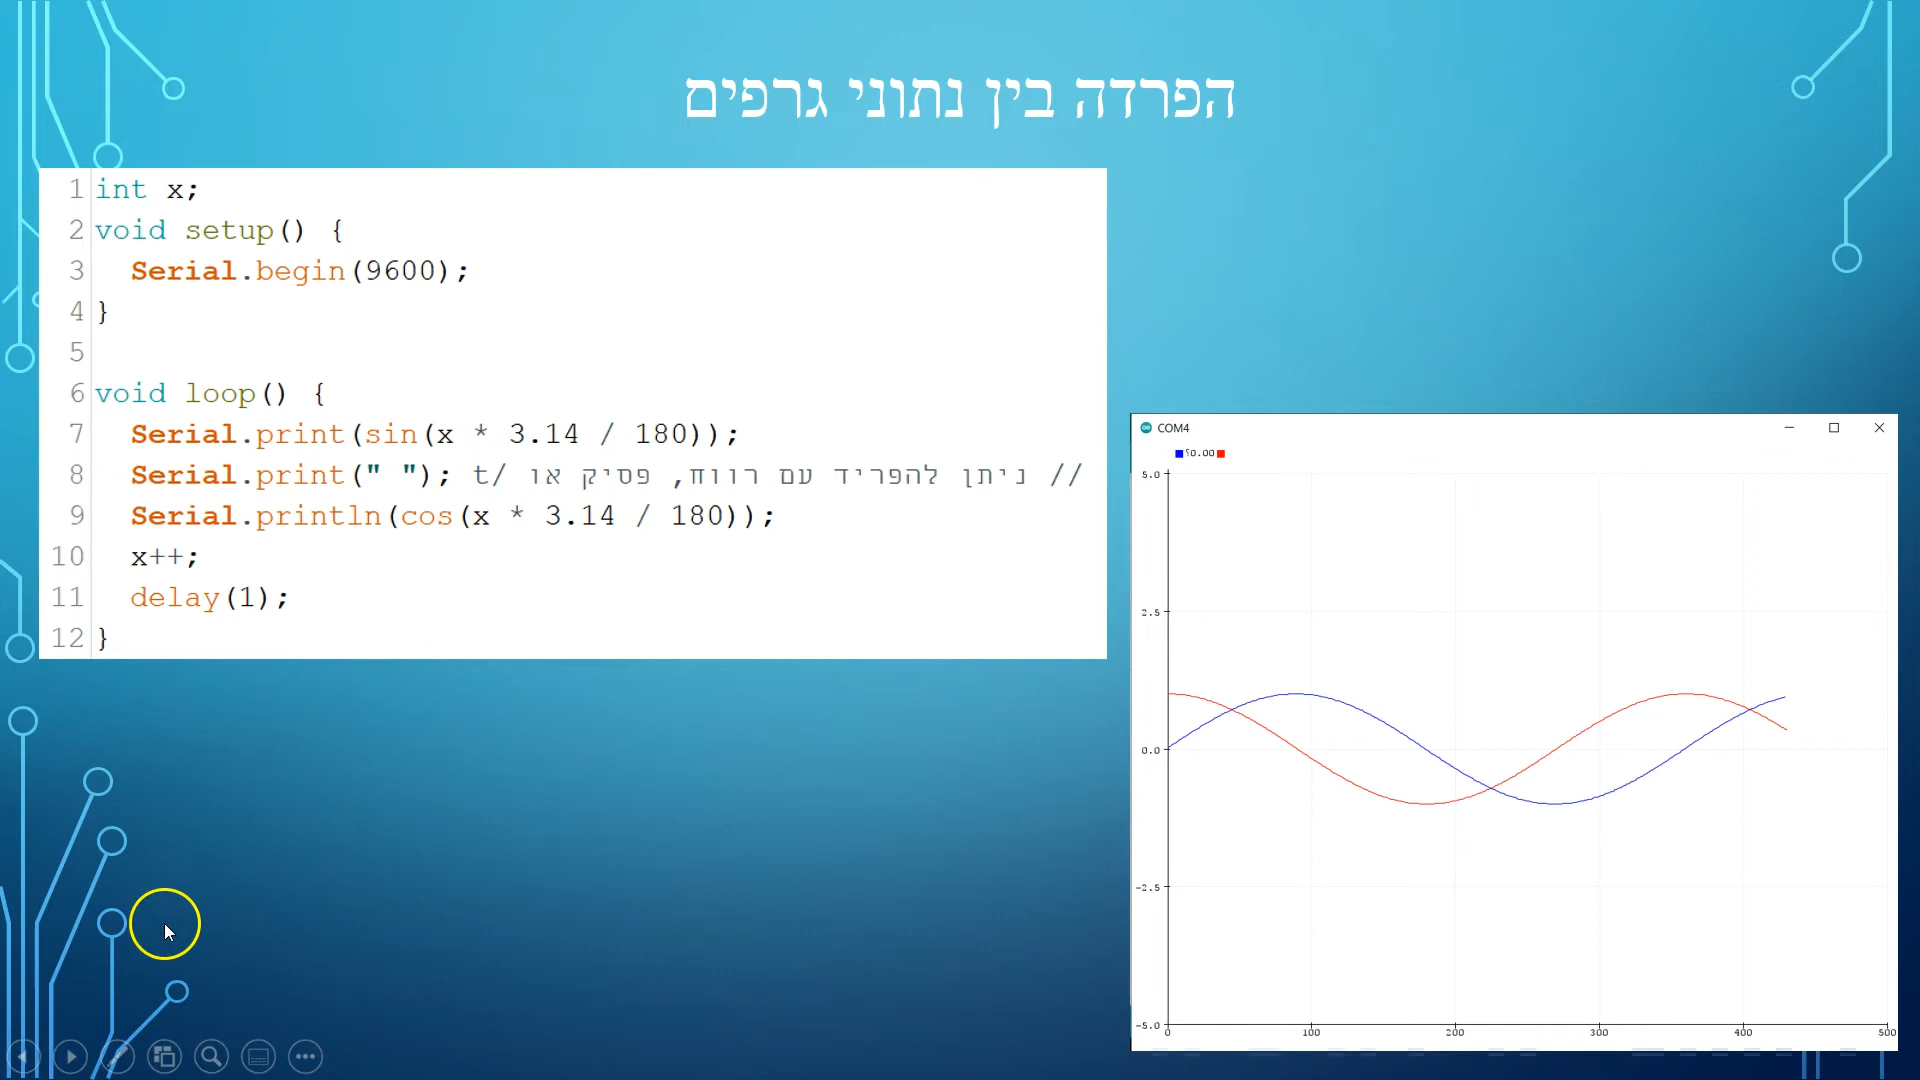 הפרדה בין נתוני גרפים
1 int x;
2 void setup() {
3 Serial.begin(9600);
4 }
5
6 void loop() {
7 Serial.print(sin(x * 3.14 / 180));
8 Serial.print(" "); // ניתן להפריד עם רווח, פסיק או /t
9 Serial.println(cos(x * 3.14 / 180));
10 x++;
11 delay(1);
12 }
COM4
5.0
2.5
0.0
-2.5
-5.0
0 100 200 300 400 500